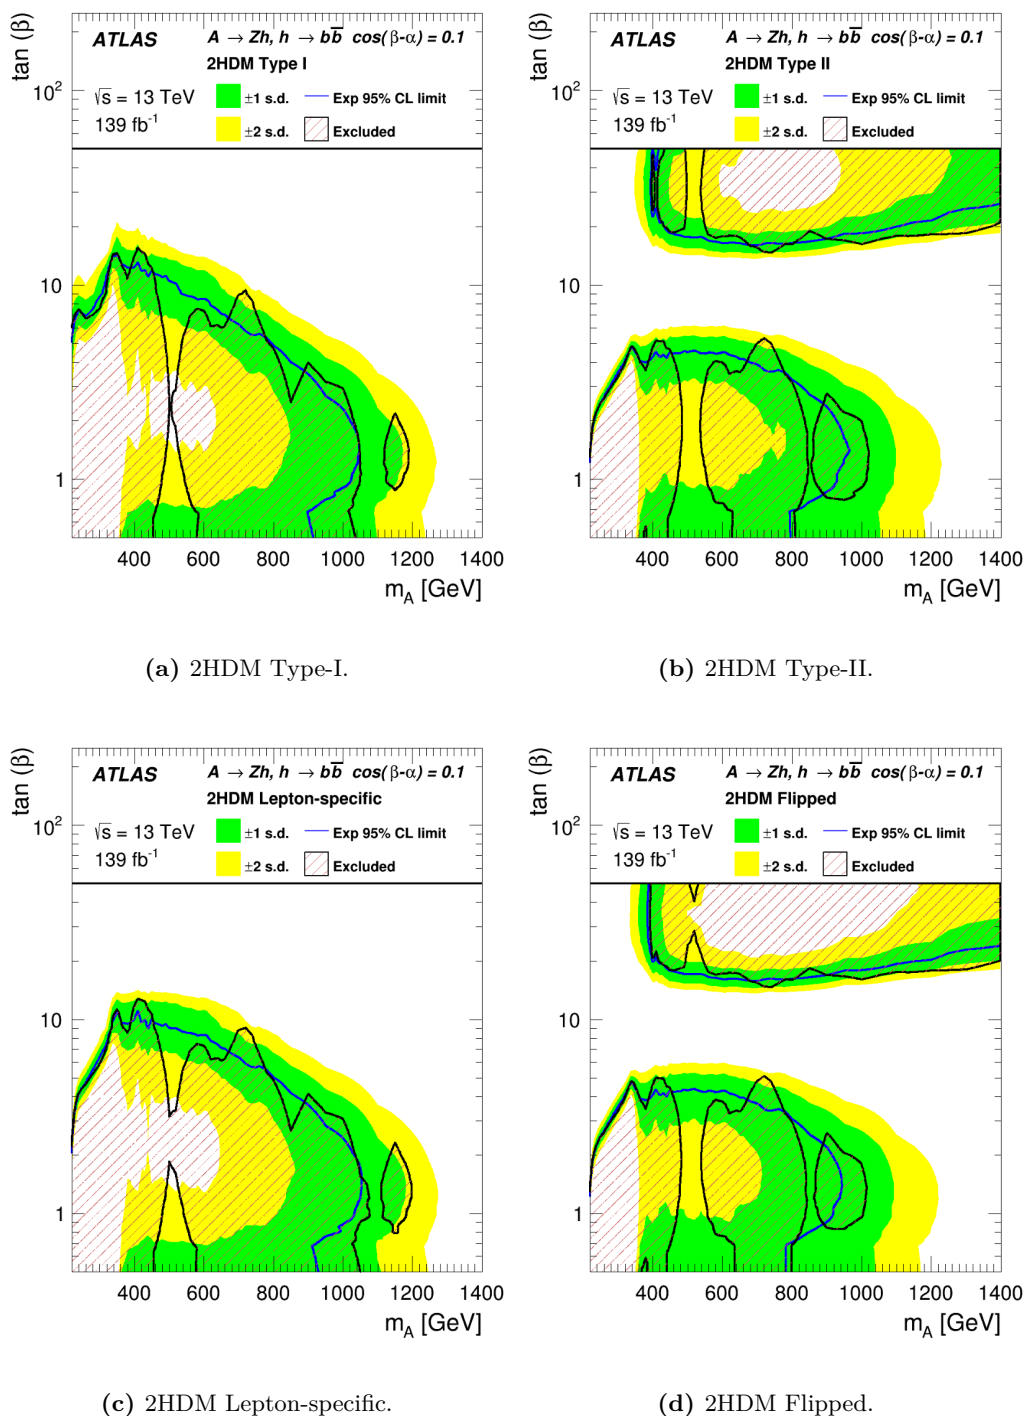 tan (β)
ATLAS
A → Zh, h → bb̅ cos(β-α) = 0.1
2HDM Type I
10²
√s = 13 TeV
139 fb⁻¹
±1 s.d.
Exp 95% CL limit
±2 s.d.
Excluded
10
1
400 600 800 1000 1200 1400
m_A [GeV]
(a) 2HDM Type-I.
tan (β)
ATLAS
A → Zh, h → bb̅ cos(β-α) = 0.1
2HDM Type II
10²
√s = 13 TeV
139 fb⁻¹
±1 s.d.
Exp 95% CL limit
±2 s.d.
Excluded
10
1
400 600 800 1000 1200 1400
m_A [GeV]
(b) 2HDM Type-II.
tan (β)
ATLAS
A → Zh, h → bb̅ cos(β-α) = 0.1
2HDM Lepton-specific
10²
√s = 13 TeV
139 fb⁻¹
±1 s.d.
Exp 95% CL limit
±2 s.d.
Excluded
10
1
400 600 800 1000 1200 1400
m_A [GeV]
(c) 2HDM Lepton-specific.
tan (β)
ATLAS
A → Zh, h → bb̅ cos(β-α) = 0.1
2HDM Flipped
10²
√s = 13 TeV
139 fb⁻¹
±1 s.d.
Exp 95% CL limit
±2 s.d.
Excluded
10
1
400 600 800 1000 1200 1400
m_A [GeV]
(d) 2HDM Flipped.